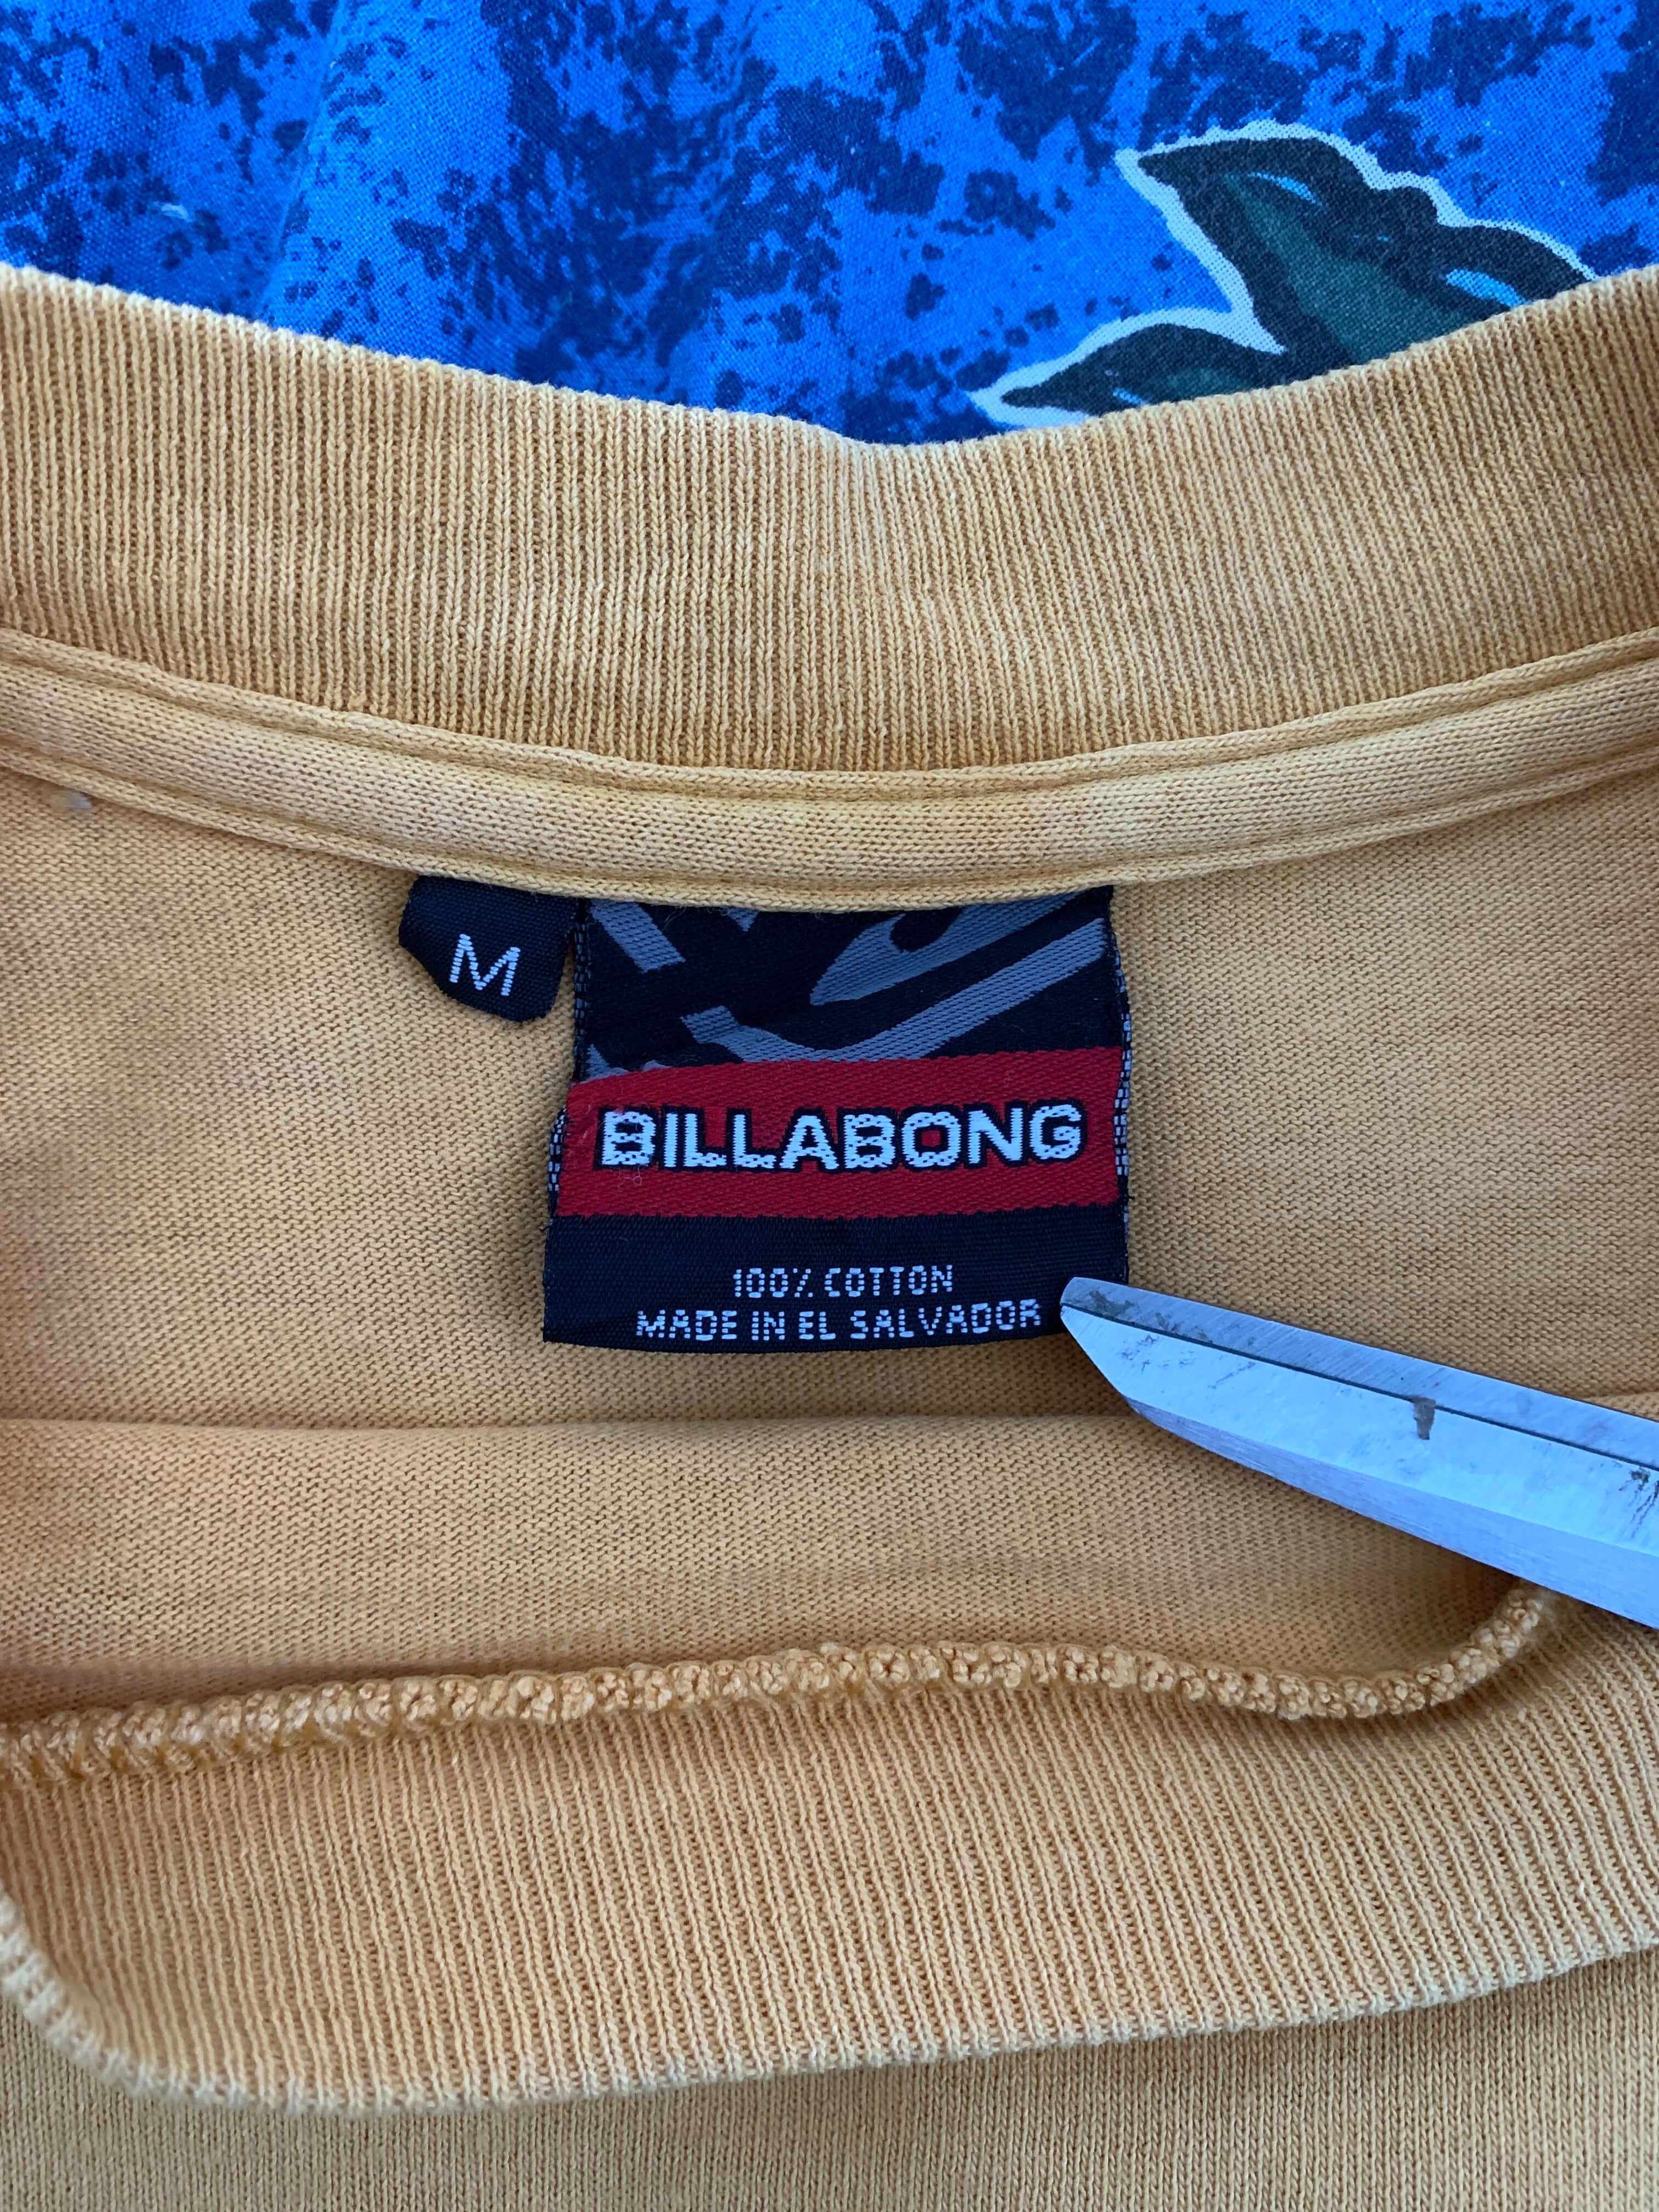 M
BILLABONG
100% COTTON
MADE IN EL SALVADOR